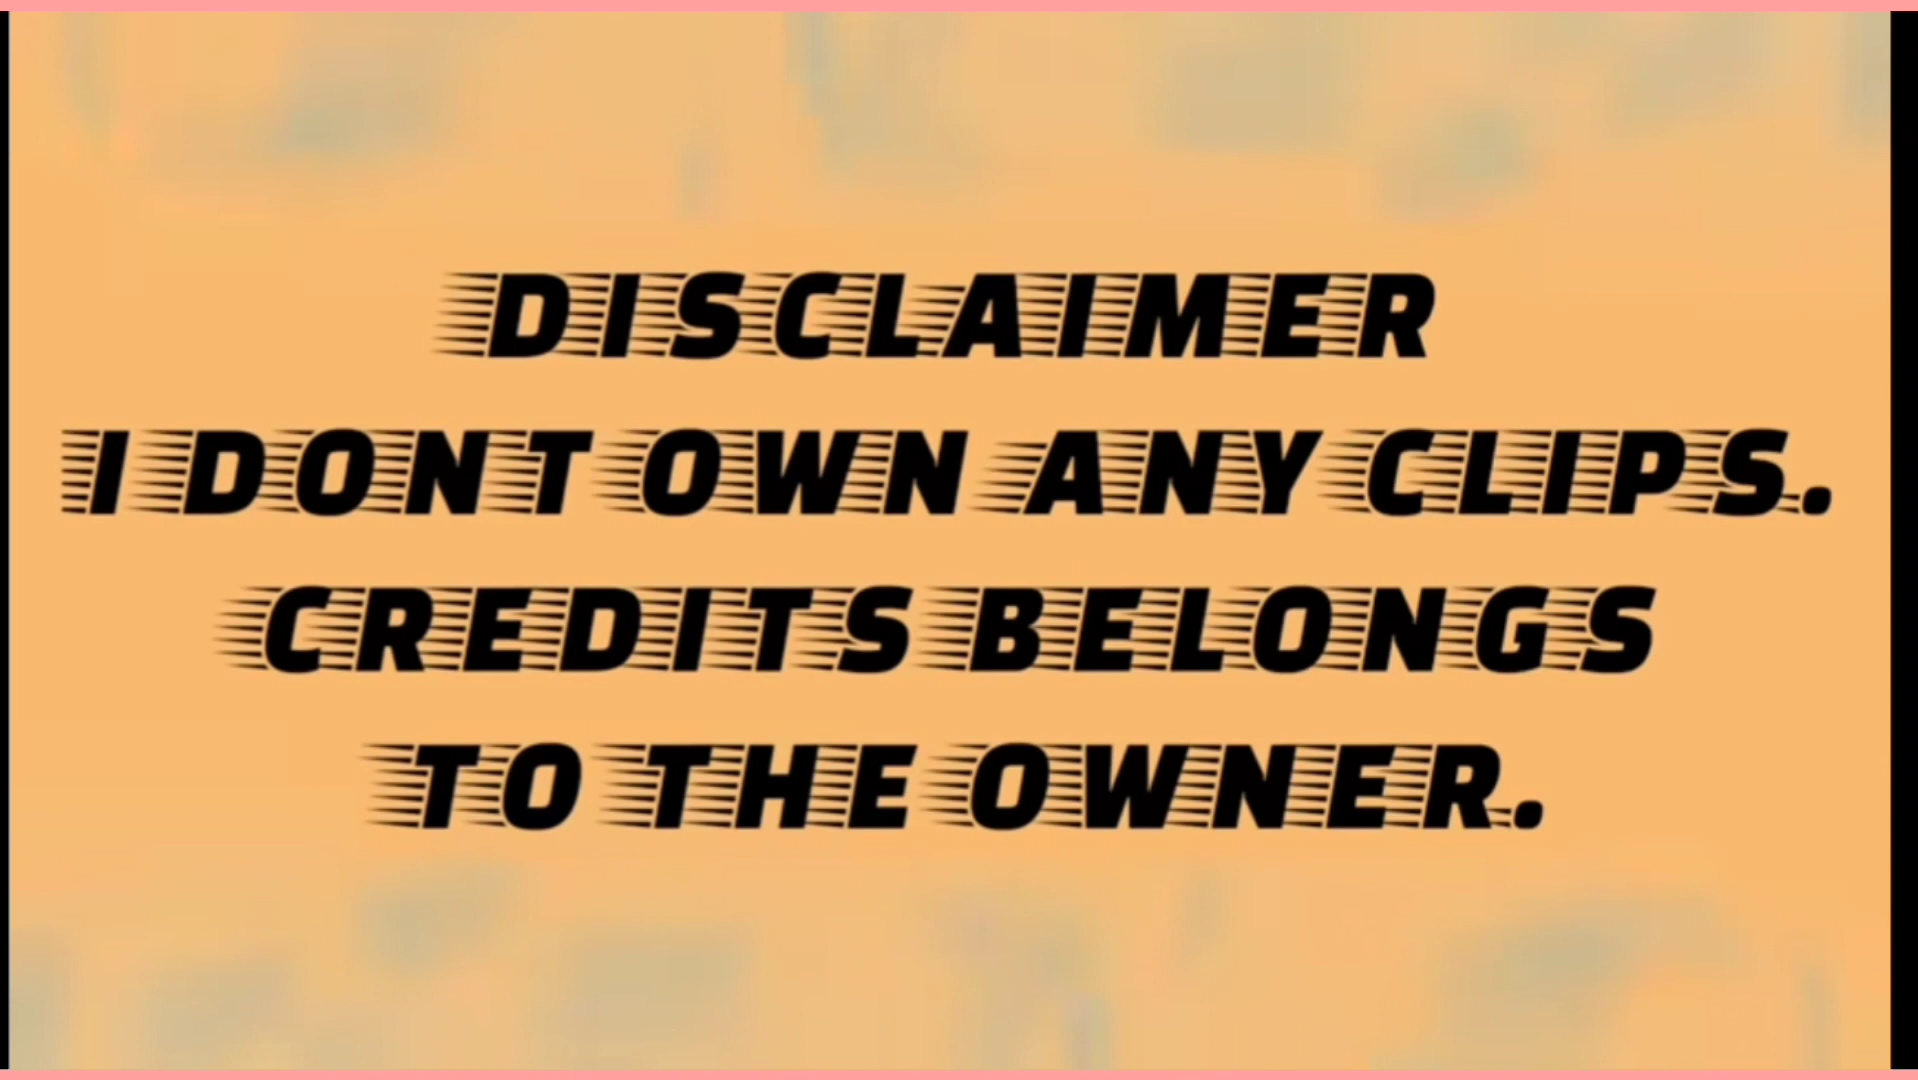 DISCLAIMER
I DONT OWN ANY CLIPS.
CREDITS BELONGS
TO THE OWNER.